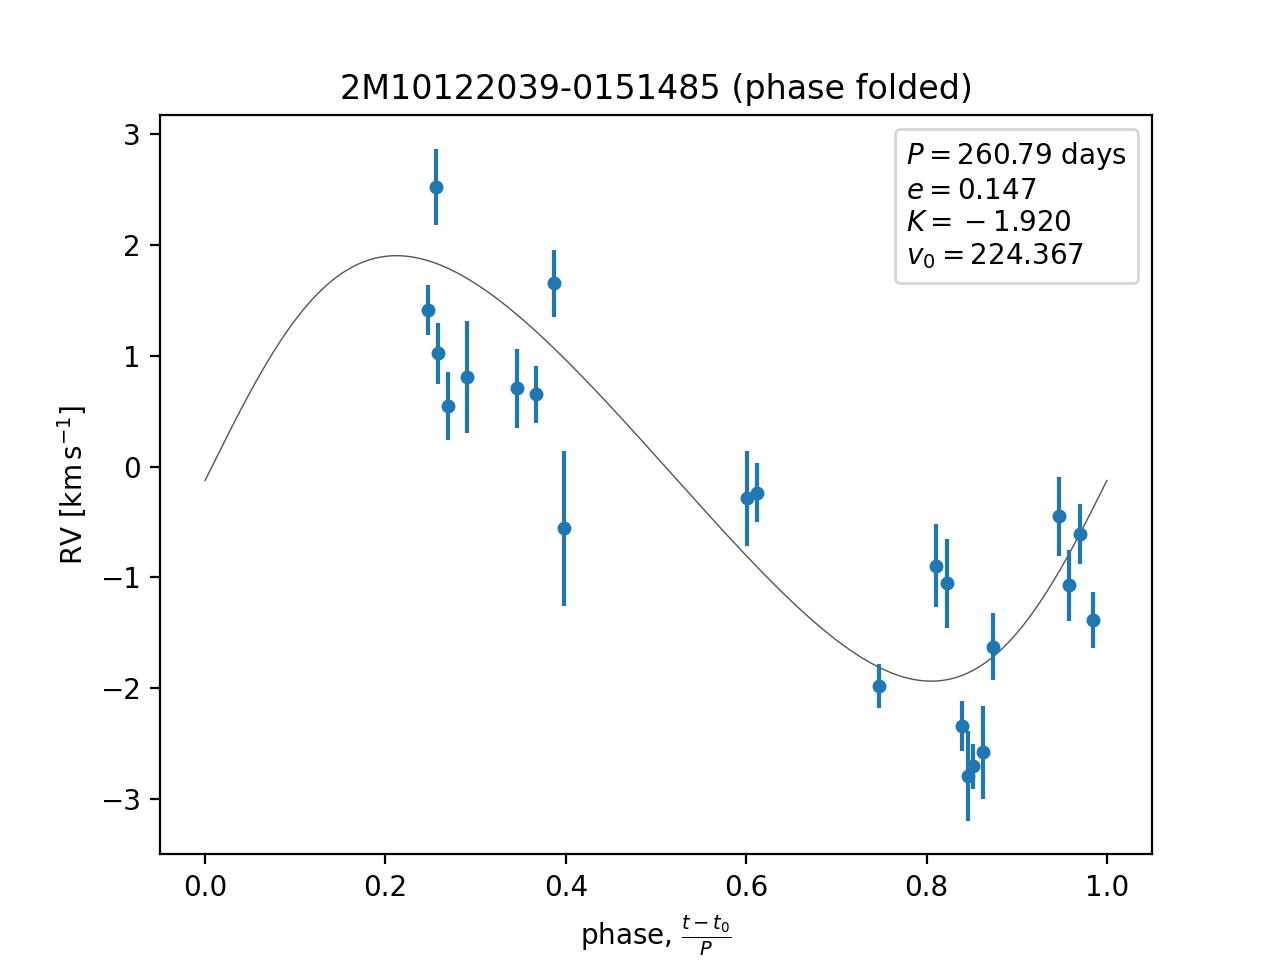 2M10122039-0151485 (phase folded)
P = 260.79 days
e = 0.147
K = −1.920
v₀ = 224.367
3
2
1
0
−1
−2
−3
RV [km s⁻¹]
0.0 0.2 0.4 0.6 0.8 1.0
phase, (t − t₀)/P